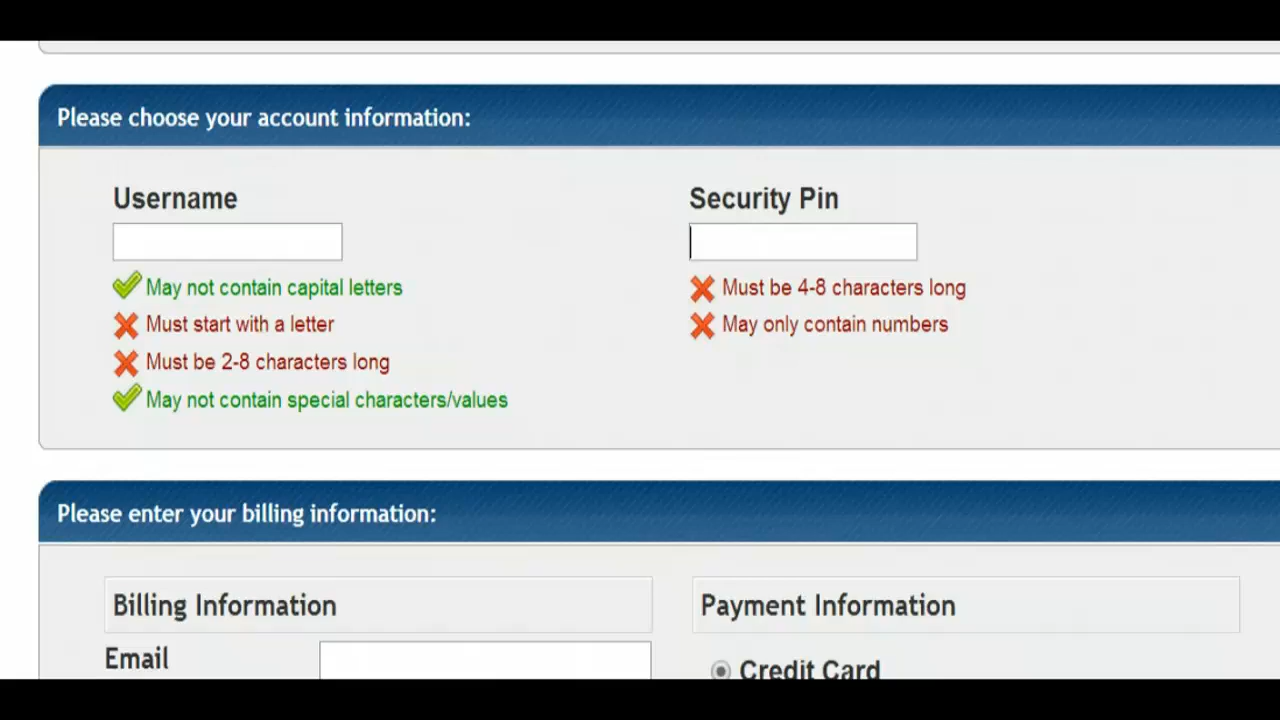 Please choose your account information:
Username
Security Pin
May not contain capital letters
Must be 4-8 characters long
Must start with a letter
May only contain numbers
Must be 2-8 characters long
May not contain special characters/values
Please enter your billing information:
Billing Information
Payment Information
Email
Credit Card